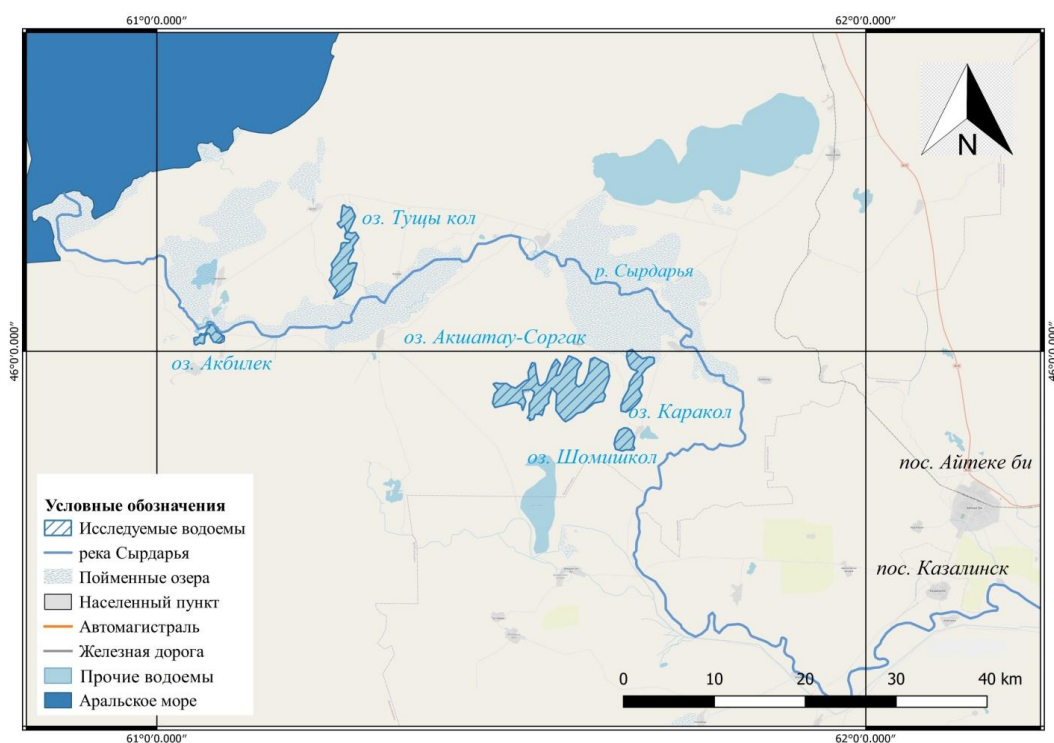 61°0'0.000"
62°0'0.000"
N
оз. Тущы кол
р. Сырдарья
оз. Акшатау-Соргак
46°0'0.000"
46°0'0.000"
оз. Акбилек
оз. Каракол
оз. Шомишкол
пос. Айтеке би
пос. Казалинск
Условные обозначения
Исследуемые водоемы
река Сырдарья
Пойменные озера
Населенный пункт
Автомагистраль
Железная дорога
Прочие водоемы
Аральское море
0 10 20 30 40 km
61°0'0.000"
62°0'0.000"